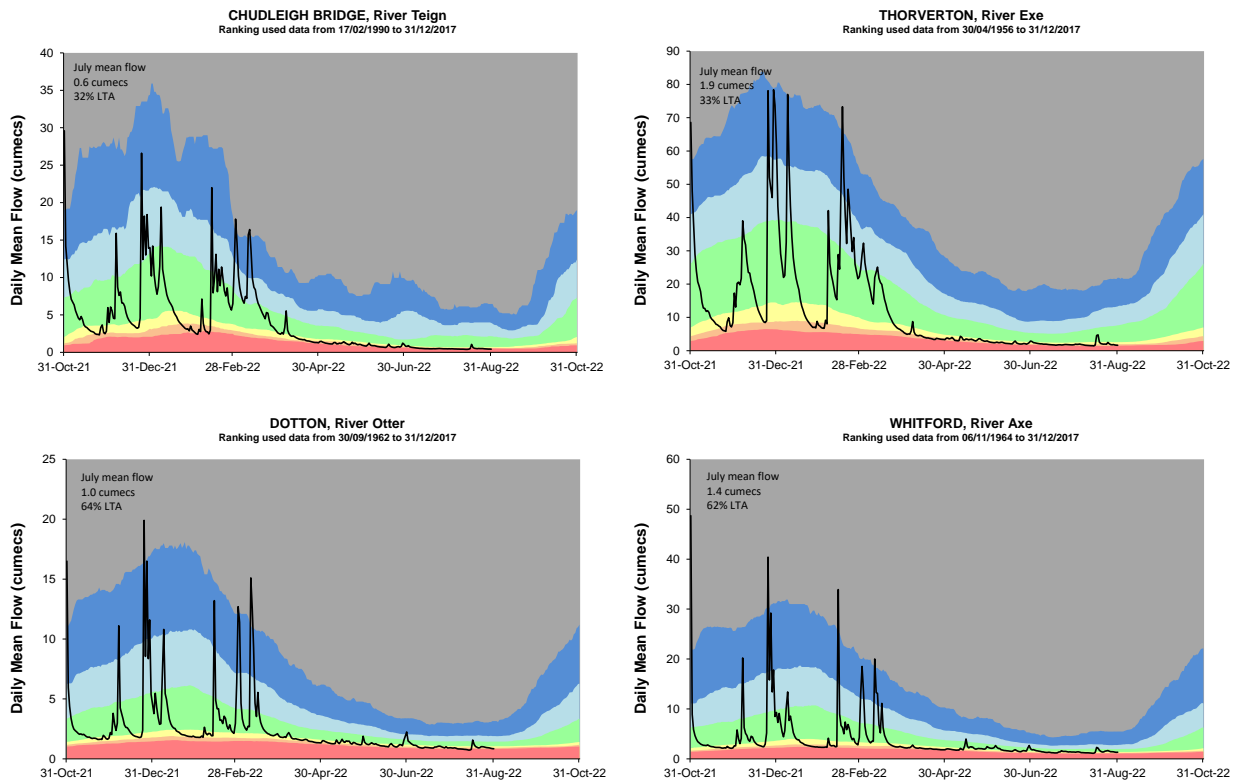 CHUDLEIGH BRIDGE, River Teign
Ranking used data from 17/02/1990 to 31/12/2017
Daily Mean Flow (cumecs)
July mean flow
0.6 cumecs
32% LTA
40
35
30
25
20
15
10
5
0
31-Oct-21 31-Dec-21 28-Feb-22 30-Apr-22 30-Jun-22 31-Aug-22 31-Oct-22
THORVERTON, River Exe
Ranking used data from 30/04/1956 to 31/12/2017
Daily Mean Flow (cumecs)
July mean flow
1.9 cumecs
33% LTA
90
80
70
60
50
40
30
20
10
0
31-Oct-21 31-Dec-21 28-Feb-22 30-Apr-22 30-Jun-22 31-Aug-22 31-Oct-22
DOTTON, River Otter
Ranking used data from 30/09/1962 to 31/12/2017
Daily Mean Flow (cumecs)
July mean flow
1.0 cumecs
64% LTA
25
20
15
10
5
0
31-Oct-21 31-Dec-21 28-Feb-22 30-Apr-22 30-Jun-22 31-Aug-22 31-Oct-22
WHITFORD, River Axe
Ranking used data from 06/11/1964 to 31/12/2017
Daily Mean Flow (cumecs)
July mean flow
1.4 cumecs
62% LTA
60
50
40
30
20
10
0
31-Oct-21 31-Dec-21 28-Feb-22 30-Apr-22 30-Jun-22 31-Aug-22 31-Oct-22